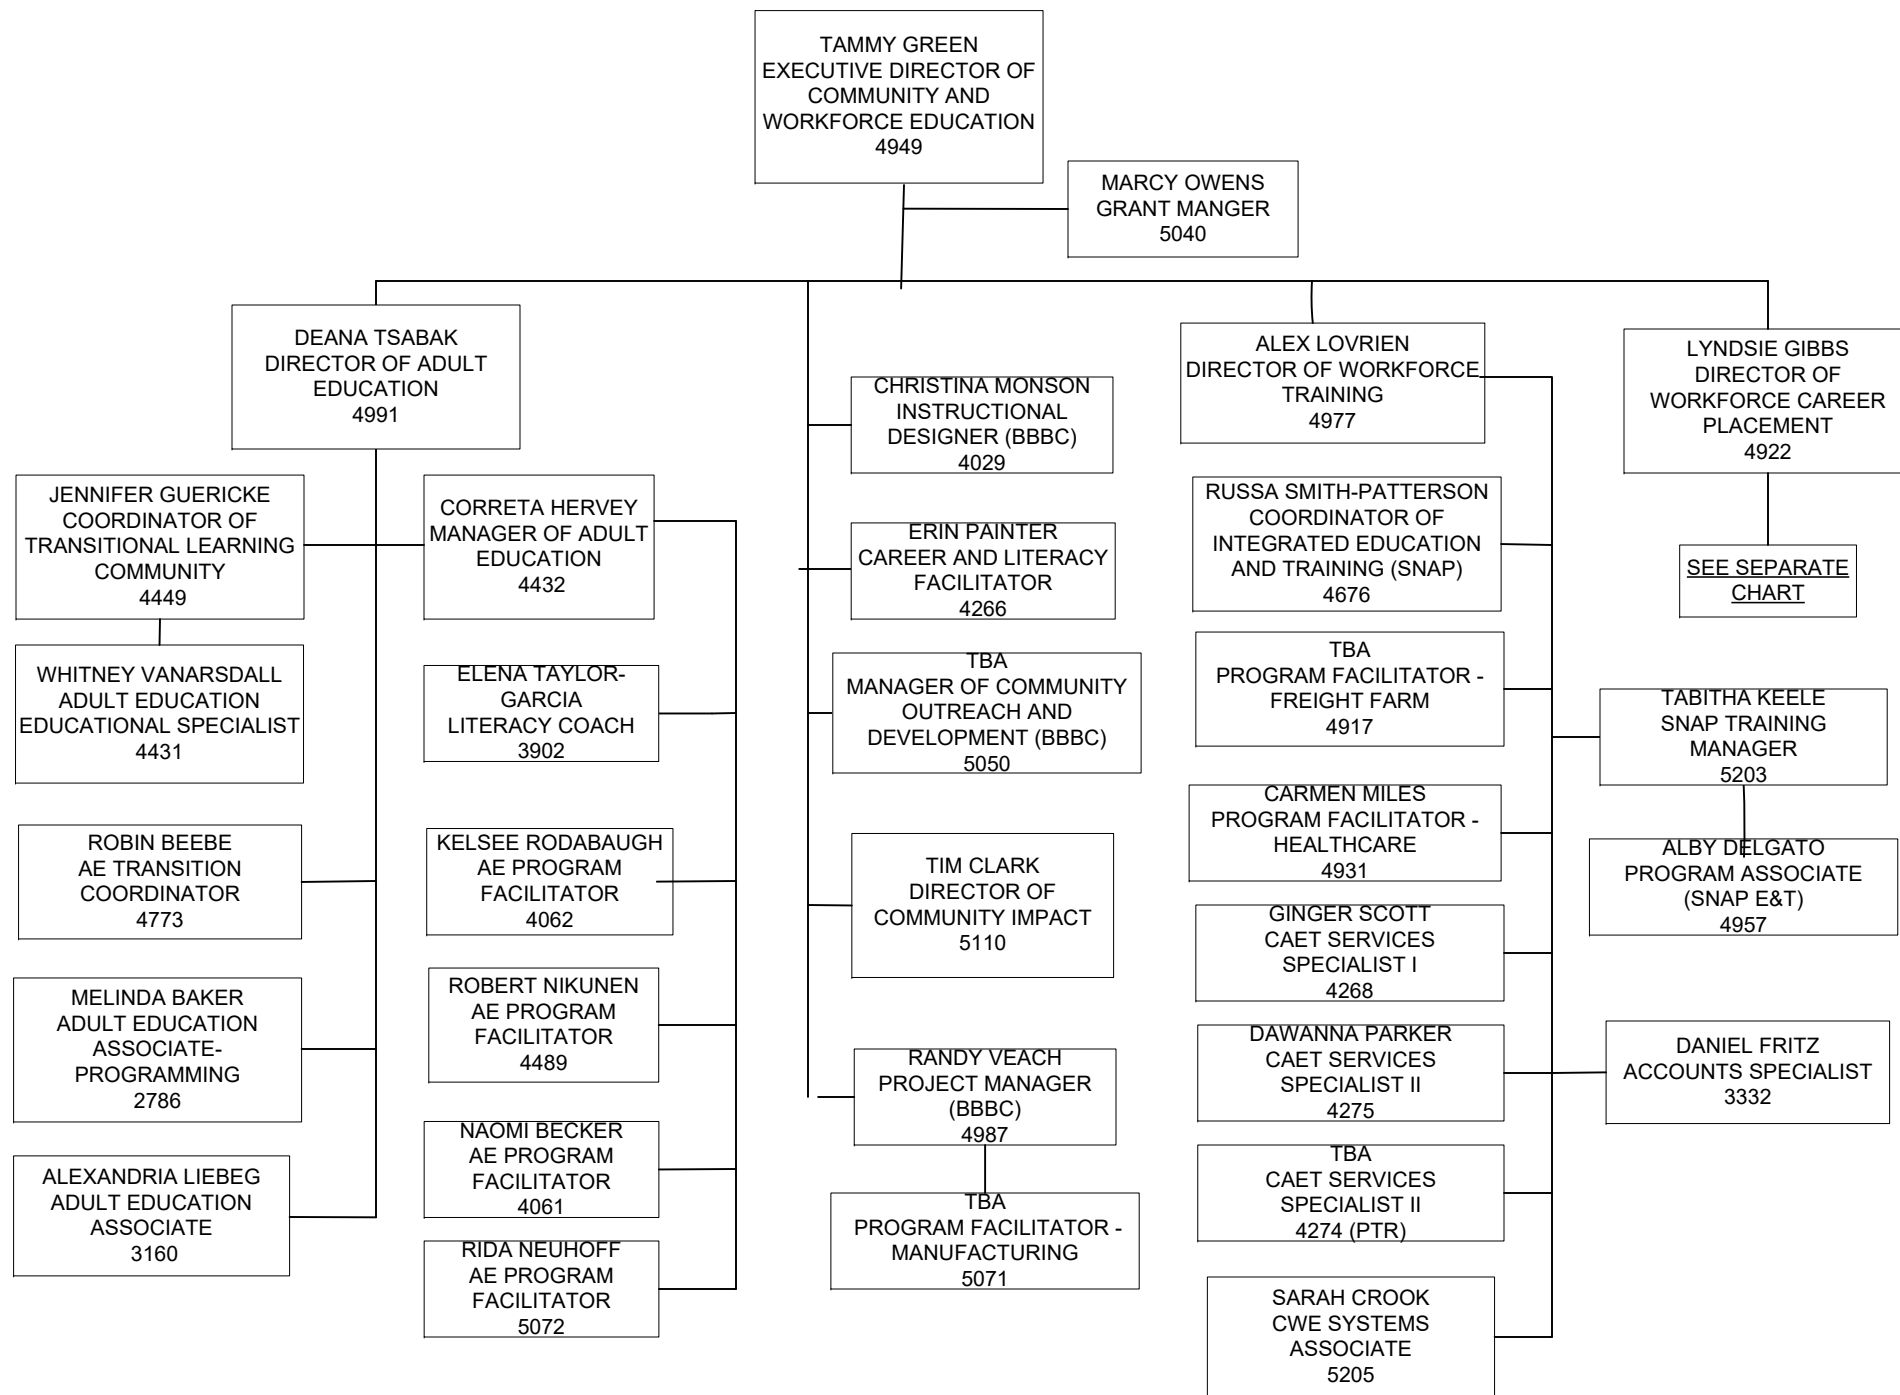 TAMMY GREEN
EXECUTIVE DIRECTOR OF
COMMUNITY AND
WORKFORCE EDUCATION
4949
MARCY OWENS
GRANT MANGER
5040
DEANA TSABAK
DIRECTOR OF ADULT
EDUCATION
4991
JENNIFER GUERICKE
COORDINATOR OF
TRANSITIONAL LEARNING
COMMUNITY
4449
WHITNEY VANARSDALL
ADULT EDUCATION
EDUCATIONAL SPECIALIST
4431
ROBIN BEEBE
AE TRANSITION
COORDINATOR
4773
MELINDA BAKER
ADULT EDUCATION
ASSOCIATE-
PROGRAMMING
2786
ALEXANDRIA LIEBEG
ADULT EDUCATION
ASSOCIATE
3160
CORRETA HERVEY
MANAGER OF ADULT
EDUCATION
4432
ELENA TAYLOR-
GARCIA
LITERACY COACH
3902
KELSEE RODABAUGH
AE PROGRAM
FACILITATOR
4062
ROBERT NIKUNEN
AE PROGRAM
FACILITATOR
4489
NAOMI BECKER
AE PROGRAM
FACILITATOR
4061
RIDA NEUHOFF
AE PROGRAM
FACILITATOR
5072
CHRISTINA MONSON
INSTRUCTIONAL
DESIGNER (BBBC)
4029
ERIN PAINTER
CAREER AND LITERACY
FACILITATOR
4266
TBA
MANAGER OF COMMUNITY
OUTREACH AND
DEVELOPMENT (BBBC)
5050
TIM CLARK
DIRECTOR OF
COMMUNITY IMPACT
5110
RANDY VEACH
PROJECT MANAGER
(BBBC)
4987
TBA
PROGRAM FACILITATOR -
MANUFACTURING
5071
ALEX LOVRIEN
DIRECTOR OF WORKFORCE
TRAINING
4977
RUSSA SMITH-PATTERSON
COORDINATOR OF
INTEGRATED EDUCATION
AND TRAINING (SNAP)
4676
TBA
PROGRAM FACILITATOR -
FREIGHT FARM
4917
CARMEN MILES
PROGRAM FACILITATOR -
HEALTHCARE
4931
GINGER SCOTT
CAET SERVICES
SPECIALIST I
4268
DAWANNA PARKER
CAET SERVICES
SPECIALIST II
4275
TBA
CAET SERVICES
SPECIALIST II
4274 (PTR)
SARAH CROOK
CWE SYSTEMS
ASSOCIATE
5205
TABITHA KEELE
SNAP TRAINING
MANAGER
5203
ALBY DELGATO
PROGRAM ASSOCIATE
(SNAP E&T)
4957
DANIEL FRITZ
ACCOUNTS SPECIALIST
3332
LYNDSIE GIBBS
DIRECTOR OF
WORKFORCE CAREER
PLACEMENT
4922
SEE SEPARATE
CHART